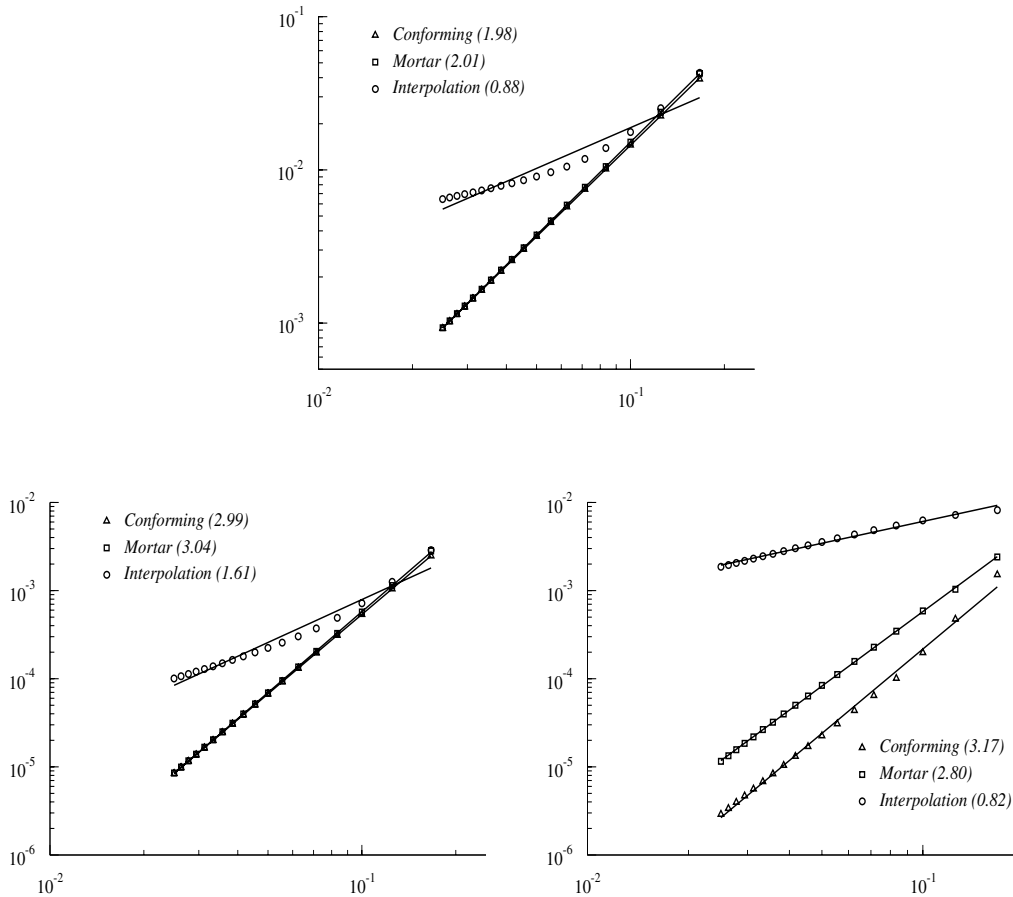 10^-1
Conforming (1.98)
Mortar (2.01)
Interpolation (0.88)
10^-2
10^-3
10^-2 10^-1
10^-2
Conforming (2.99)
Mortar (3.04)
Interpolation (1.61)
10^-3
10^-4
10^-5
10^-6
10^-2 10^-1
10^-2
10^-3
10^-4
10^-5
Conforming (3.17)
Mortar (2.80)
Interpolation (0.82)
10^-6
10^-2 10^-1